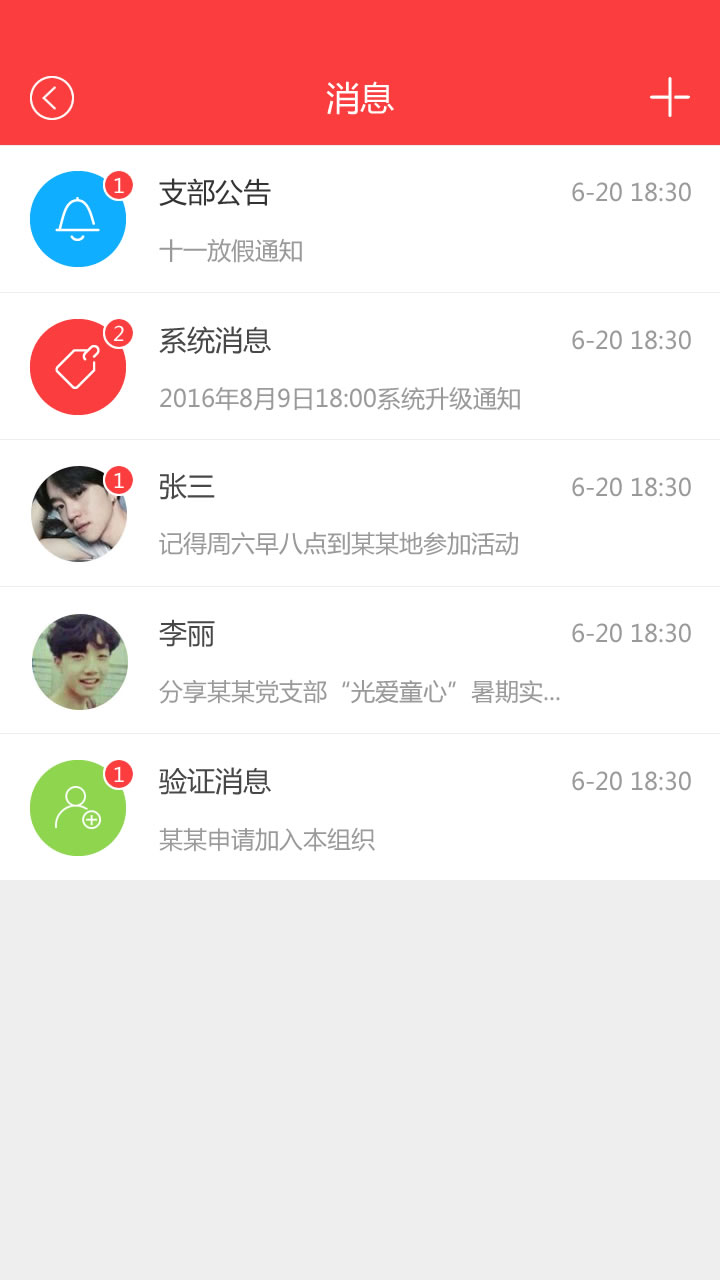 消息
1
支部公告
6-20 18:30
十一放假通知
2
系统消息
6-20 18:30
2016年8月9日18:00系统升级通知
1
张三
6-20 18:30
记得周六早八点到某某地参加活动
李丽
6-20 18:30
分享某某党支部“光爱童心”暑期实...
1
验证消息
6-20 18:30
某某申请加入本组织